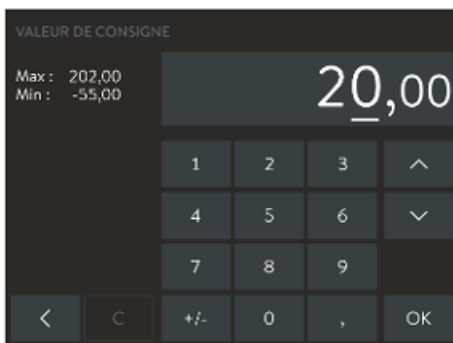 VALEUR DE CONSIGNE
Max : 202,00
Min : -55,00
20,00
1 2 3
4 5 6
7 8 9
C +/- 0 , OK